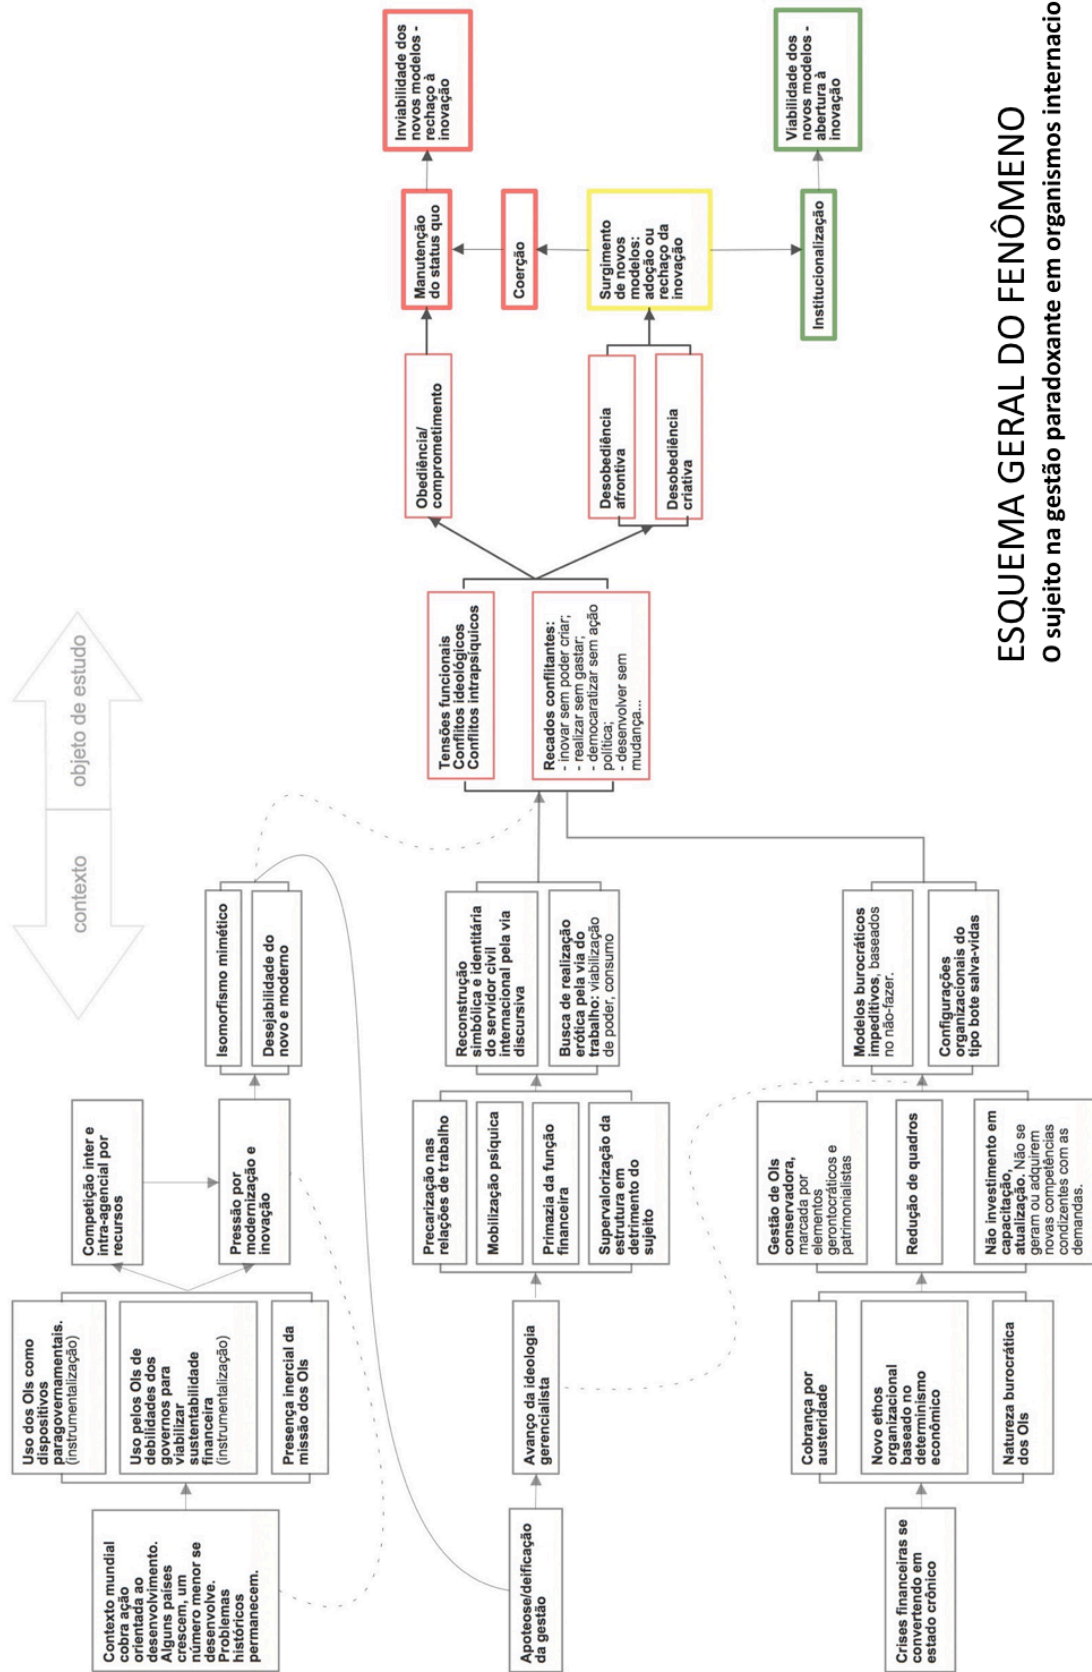 ESQUEMA GERAL DO FENÔMENO
O sujeito na gestão paradoxante em organismos internacio
contexto
objeto de estudo
Contexto mundial
cobra ação
orientada ao
desenvolvimento.
Alguns países
crescem, um
número menor se
desenvolve.
Problemas
históricos
permanecem.
Uso dos OIs como
dispositivos
paragovernamentais.
(instrumentalização)
Uso pelos OIs de
debilidades dos
governos para
viabilizar
sustentabilidade
financeira
(instrumentalização)
Presença inercial da
missão dos OIs
Competição inter e
intra-agencial por
recursos
Pressão por
modernização e
inovação
Isomorfismo mimético
Desejabilidade do
novo e moderno
Apoteose/deificação
da gestão
Avanço da ideologia
gerencialista
Precarização nas
relações de trabalho
Mobilização psíquica
Primazia da função
financeira
Supervalorização da
estrutura em
detrimento do
sujeito
Reconstrução
simbólica e identitária
do servidor civil
internacional pela via
discursiva
Busca de realização
erótica pela via do
trabalho: viabilização
de poder, consumo
Crises financeiras se
convertendo em
estado crônico
Cobrança por
austeridade
Novo ethos
organizacional
baseado no
determinismo
econômico
Natureza burocrática
dos OIs
Gestão de OIs
conservadora,
marcada por
elementos
gerontocráticos e
patrimonialistas
Redução de quadros
Não investimento em
capacitação,
atualização. Não se
geram ou adquirem
novas competências
condizentes com as
demandas.
Modelos burocráticos
impeditivos, baseados
no não-fazer.
Configurações
organizacionais do
tipo bote salva-vidas
Tensões funcionais
Conflitos ideológicos
Conflitos intrapsíquicos
Recados conflitantes:
- inovar sem poder criar;
- realizar sem gastar;
- democaratizar sem ação
política;
- desenvolver sem
mudança...
Obediência/
comprometimento
Desobediência
afrontiva
Desobediência
criativa
Manutenção
do status quo
Coerção
Surgimento
de novos
modelos:
adoção ou
rechaço da
inovação
Institucionalização
Inviabilidade dos
novos modelos -
rechaço à
inovação
Viabilidade dos
novos modelos -
abertura à
inovação